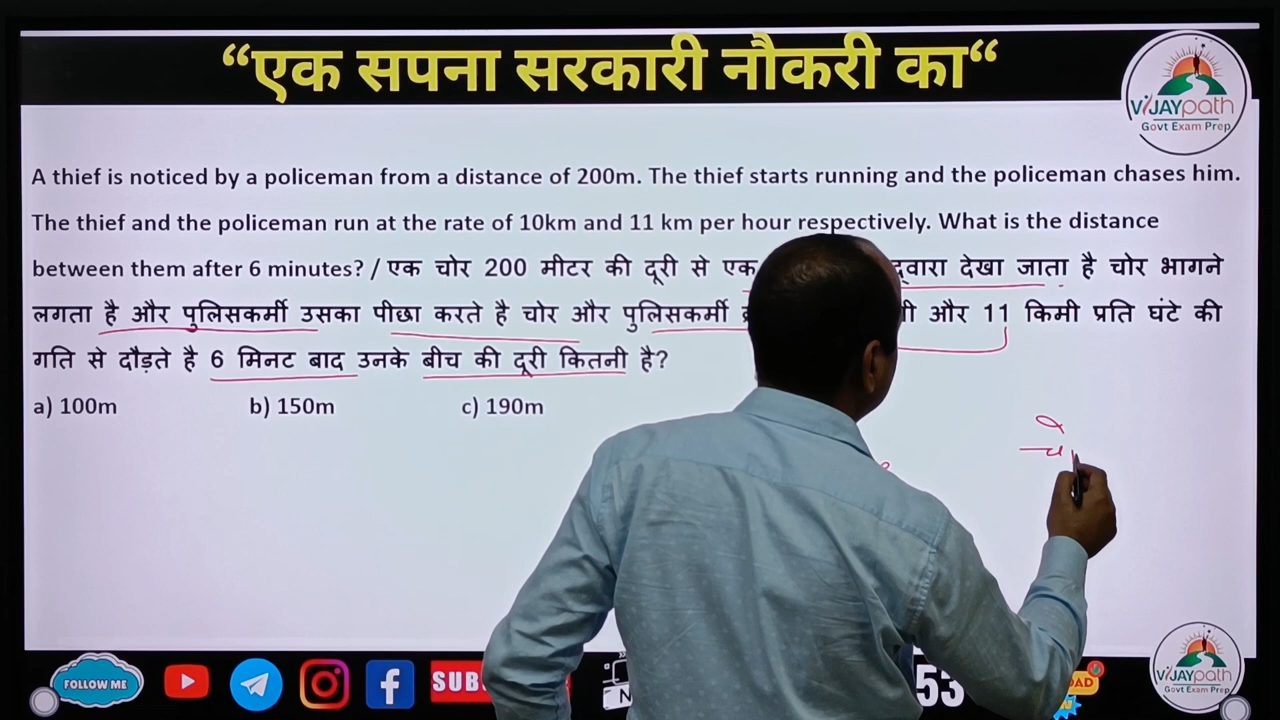 “एक सपना सरकारी नौकरी का“
VIJAYpath
Govt Exam Prep
A thief is noticed by a policeman from a distance of 200m. The thief starts running and the policeman chases him.
The thief and the policeman run at the rate of 10km and 11 km per hour respectively. What is the distance
between them after 6 minutes? / एक चोर 200 मीटर की दूरी से एक द्वारा देखा जाता है चोर भागने
लगता है और पुलिसकर्मी उसका पीछा करते है चोर और पुलिसकर्मी और 11 किमी प्रति घंटे की
गति से दौड़ते है 6 मिनट बाद उनके बीच की दूरी कितनी है?
a) 100m b) 150m c) 190m
FOLLOW ME
SUB
53
VIJAYpath
Govt Exam Prep